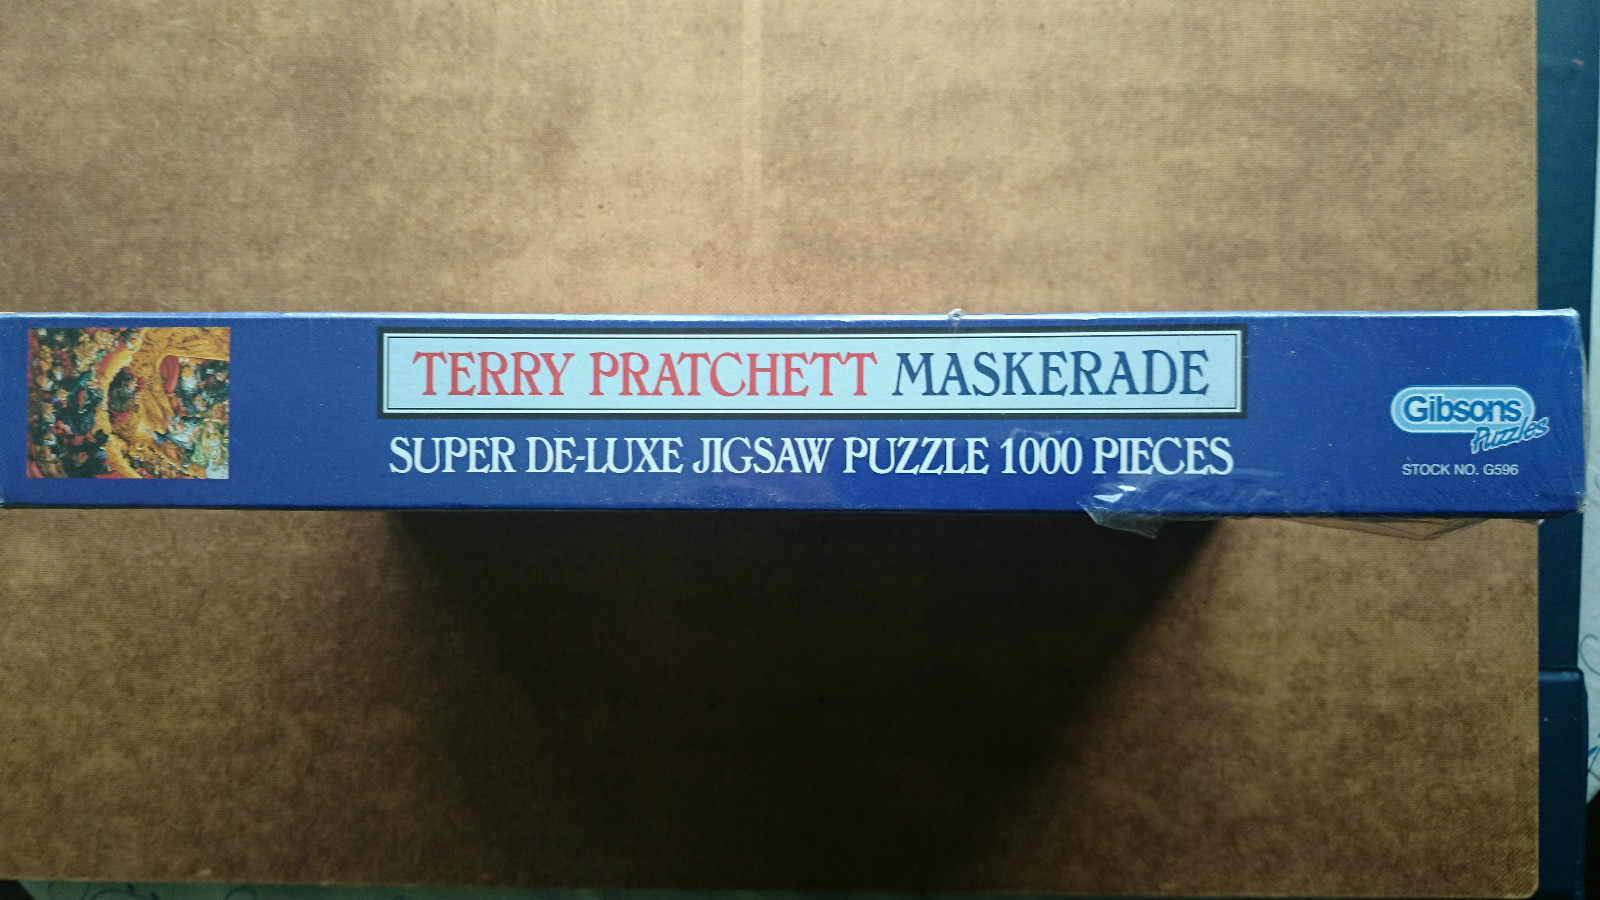 TERRY PRATCHETT MASKERADE
SUPER DE-LUXE JIGSAW PUZZLE 1000 PIECES
Gibsons
Puzzles
STOCK NO. G596